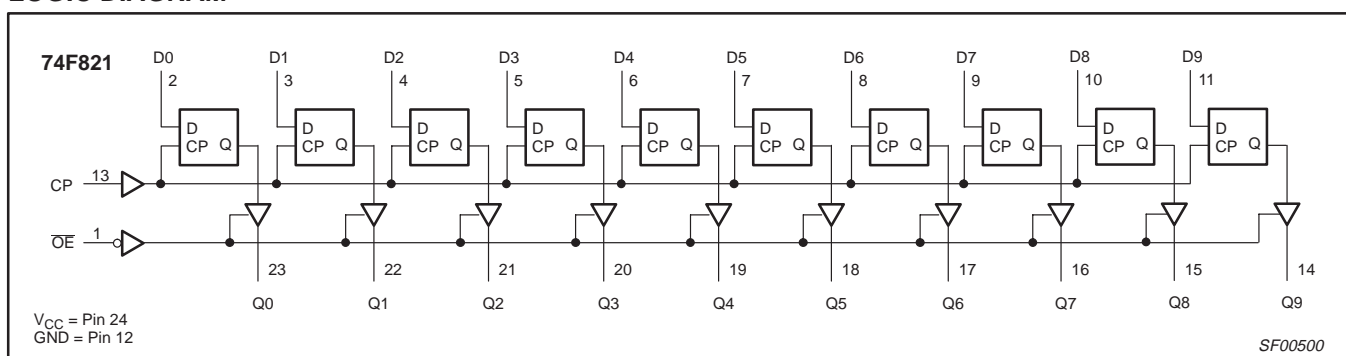 LOGIC DIAGRAM
74F821
D0 D1 D2 D3 D4 D5 D6 D7 D8 D9
2 3 4 5 6 7 8 9 10 11
D D D D D D D D D D
CP Q CP Q CP Q CP Q CP Q CP Q CP Q CP Q CP Q CP Q
CP 13
OE 1
23 22 21 20 19 18 17 16 15 14
Q0 Q1 Q2 Q3 Q4 Q5 Q6 Q7 Q8 Q9
VCC = Pin 24
GND = Pin 12
SF00500